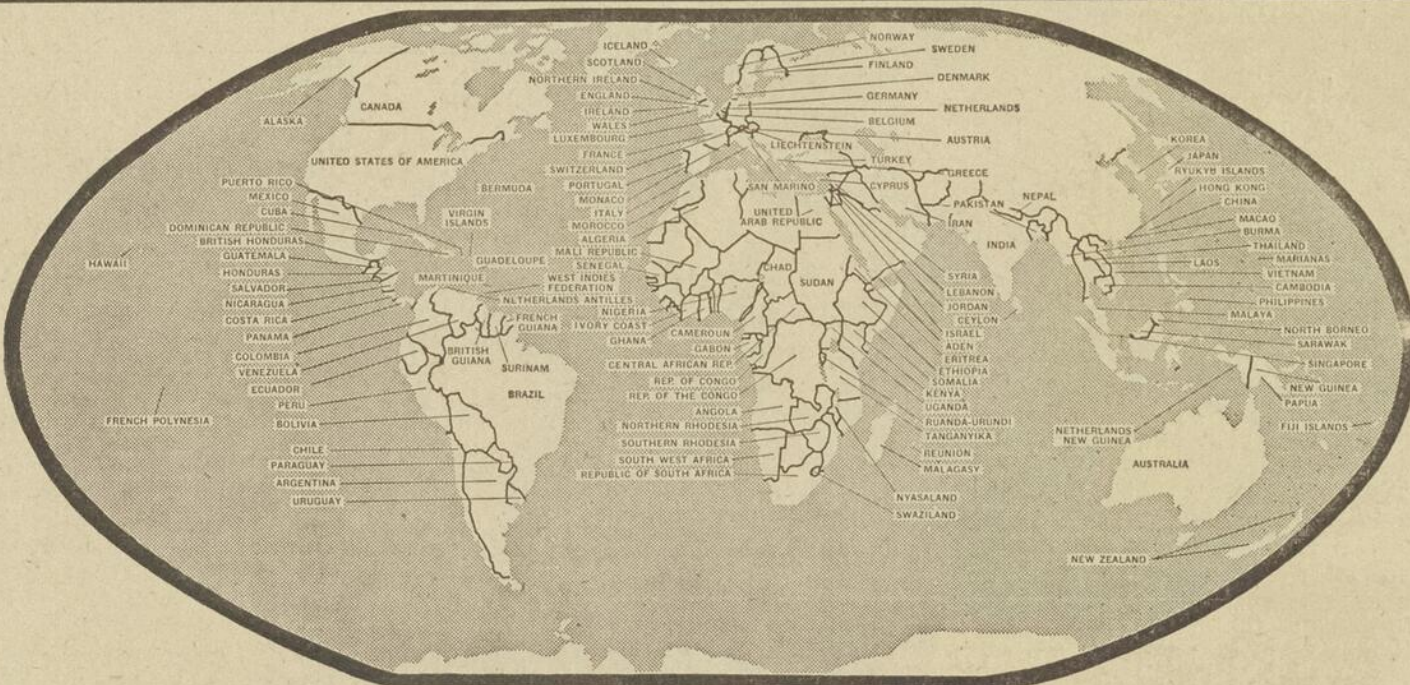 ALASKA
CANADA
UNITED STATES OF AMERICA
BERMUDA
VIRGIN
ISLANDS
GUADELOUPE
MARTINIQUE
WEST INDIES
FEDERATION
NETHERLANDS ANTILLES
FRENCH
GUIANA
BRITISH
GUIANA
SURINAM
BRAZIL
PUERTO RICO
MEXICO
CUBA
DOMINICAN REPUBLIC
BRITISH HONDURAS
GUATEMALA
HONDURAS
SALVADOR
NICARAGUA
COSTA RICA
PANAMA
COLOMBIA
VENEZUELA
ECUADOR
PERU
BOLIVIA
CHILE
PARAGUAY
ARGENTINA
URUGUAY
HAWAII
FRENCH POLYNESIA
ICELAND
SCOTLAND
NORTHERN IRELAND
ENGLAND
IRELAND
WALES
LUXEMBOURG
FRANCE
SWITZERLAND
PORTUGAL
MONACO
ITALY
MOROCCO
ALGERIA
MALI REPUBLIC
SENEGAL
NIGERIA
IVORY COAST
GHANA
CAMEROUN
GABON
CENTRAL AFRICAN REP.
REP. OF CONGO
REP. OF THE CONGO
ANGOLA
NORTHERN RHODESIA
SOUTHERN RHODESIA
SOUTH WEST AFRICA
REPUBLIC OF SOUTH AFRICA
NORWAY
SWEDEN
FINLAND
DENMARK
GERMANY
NETHERLANDS
BELGIUM
AUSTRIA
LIECHTENSTEIN
TURKEY
GREECE
SAN MARINO
CYPRUS
UNITED
ARAB REPUBLIC
CHAD
SUDAN
PAKISTAN
IRAN
NEPAL
INDIA
SYRIA
LEBANON
JORDAN
CEYLON
ISRAEL
ADEN
ERITREA
ETHIOPIA
SOMALIA
KENYA
UGANDA
RUANDA-URUNDI
TANGANYIKA
REUNION
MALAGASY
NYASALAND
SWAZILAND
KOREA
JAPAN
RYUKYU ISLANDS
HONG KONG
CHINA
MACAO
BURMA
THAILAND
LAOS
MARIANAS
VIETNAM
CAMBODIA
PHILIPPINES
MALAYA
NORTH BORNEO
SARAWAK
SINGAPORE
NEW GUINEA
PAPUA
FIJI ISLANDS
NETHERLANDS
NEW GUINEA
AUSTRALIA
NEW ZEALAND